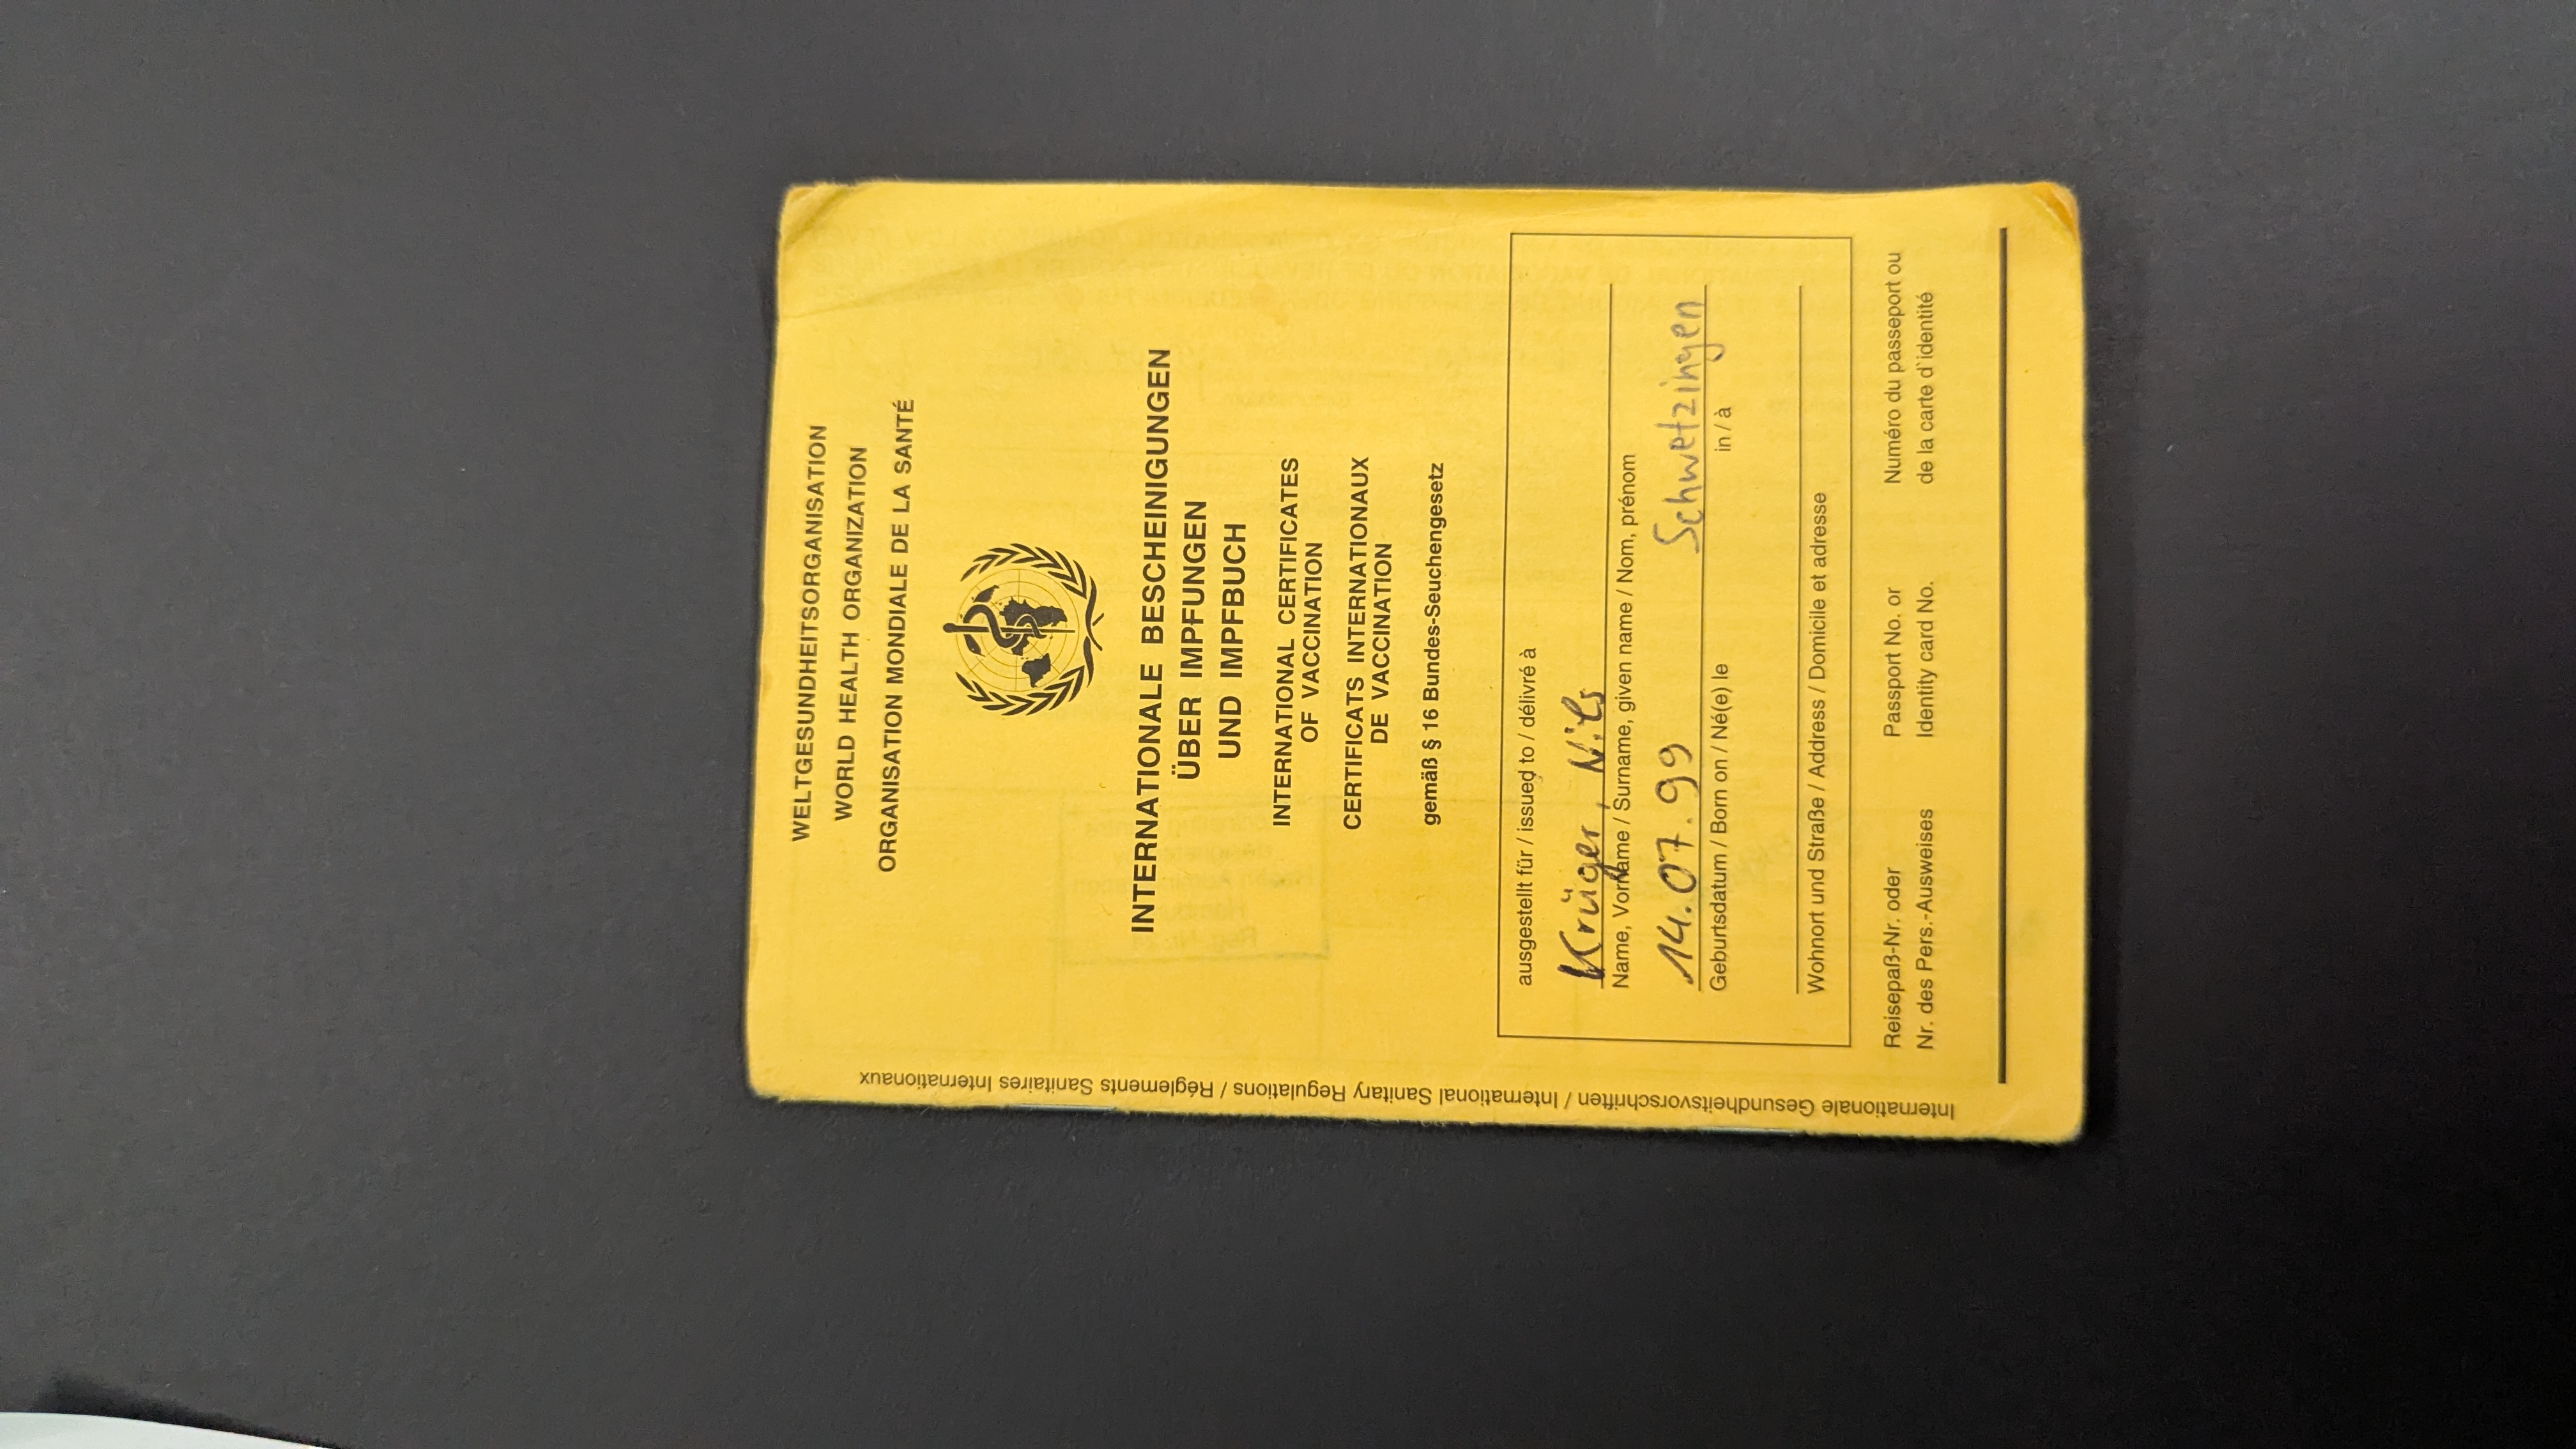 WELTGESUNDHEITSORGANISATION
WORLD HEALTH ORGANIZATION
ORGANISATION MONDIALE DE LA SANTÉ
INTERNATIONALE BESCHEINIGUNGEN
ÜBER IMPFUNGEN
UND IMPFBUCH
INTERNATIONAL CERTIFICATES
OF VACCINATION
CERTIFICATS INTERNATIONAUX
DE VACCINATION
gemäß § 16 Bundes-Seuchengesetz
ausgestellt für / issued to / délivré à
Krüger, Nils
Name, Vorname / Surname, given name / Nom, prénom
14.07.99 Schwetzingen
Geburtsdatum / Born on / Né(e) le in / à
Wohnort und Straße / Address / Domicile et adresse
Reisepaß-Nr. oder Passport No. or Numéro du passeport ou
Nr. des Pers.-Ausweises Identity card No. de la carte d`identité
Internationale Gesundheitsvorschriften / International Sanitary Regulations / Réglements Sanitaires Internationaux